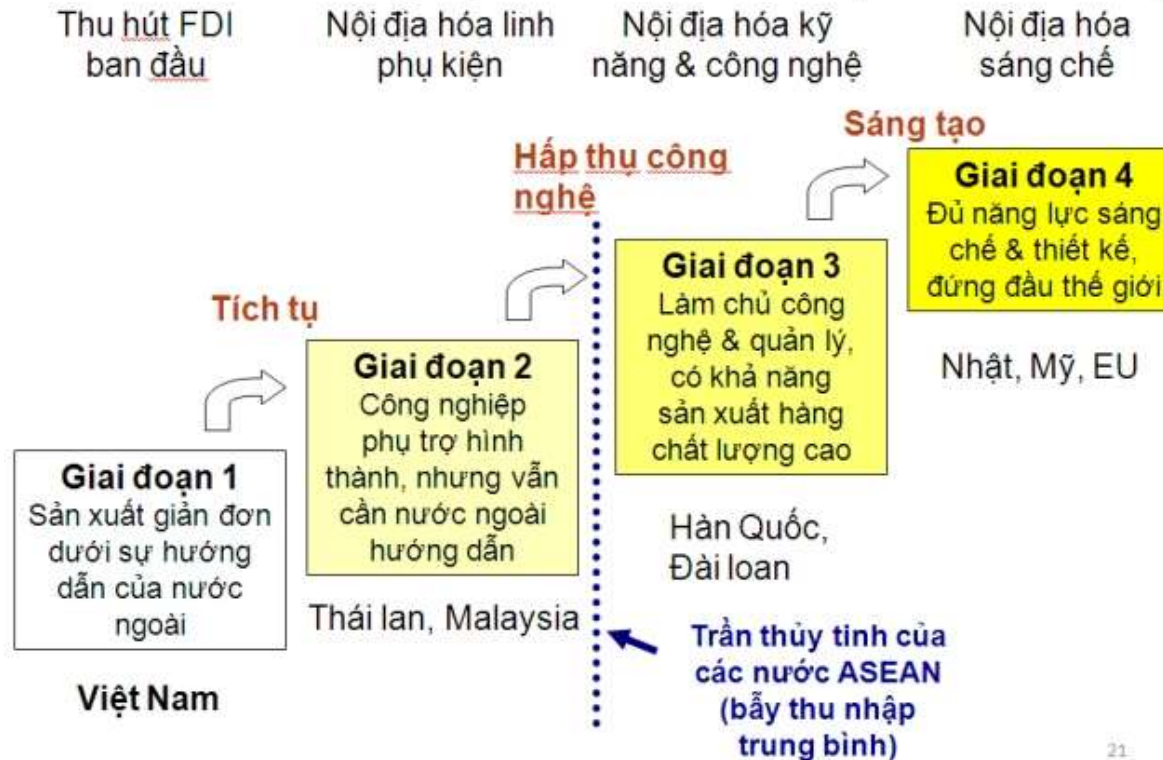 Thu hút FDI
ban đầu
Nội địa hóa linh
phụ kiện
Nội địa hóa kỹ
năng & công nghệ
Nội địa hóa
sáng chế
Sáng tạo
Hấp thụ công
nghệ
Tích tụ
Giai đoạn 4
Đủ năng lực sáng
chế & thiết kế,
đứng đầu thế giới
Giai đoạn 3
Làm chủ công
nghệ & quản lý,
có khả năng
sản xuất hàng
chất lượng cao
Giai đoạn 2
Công nghiệp
phụ trợ hình
thành, nhưng vẫn
cần nước ngoài
hướng dẫn
Giai đoạn 1
Sản xuất giản đơn
dưới sự hướng
dẫn của nước
ngoài
Nhật, Mỹ, EU
Hàn Quốc,
Đài loan
Thái lan, Malaysia
Việt Nam
Trần thủy tinh của
các nước ASEAN
(bẫy thu nhập
trung bình)
21